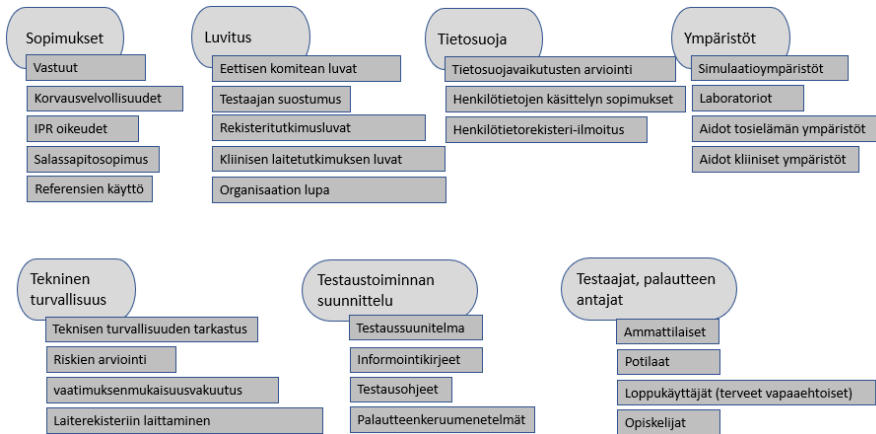 Sopimukset
Vastuut
Korvausvelvollisuudet
IPR oikeudet
Salassapitosopimus
Referensien käyttö
Luvitus
Eettisen komitean luvat
Testaajan suostumus
Rekisteritutkimusluvat
Kliinisen laitetutkimuksen luvat
Organisaation lupa
Tietosuoja
Tietosuojavaikutusten arviointi
Henkilötietojen käsittelyn sopimukset
Henkilötietorekisteri-ilmoitus
Ympäristöt
Simulaatioympäristöt
Laboratoriot
Aidot tosielämän ympäristöt
Aidot kliiniset ympäristöt
Tekninen
turvallisuus
Teknisen turvallisuuden tarkastus
Riskien arviointi
vaatimuksenmukaisuusvakuutus
Laiterekisteriin laittaminen
Testaustoiminnan
suunnittelu
Testaussuunitelma
Informointikirjeet
Testausohjeet
Palautteenkeruumenetelmät
Testaajat, palautteen
antajat
Ammattilaiset
Potilaat
Loppukäyttäjät (terveet vapaaehtoiset)
Opiskelijat